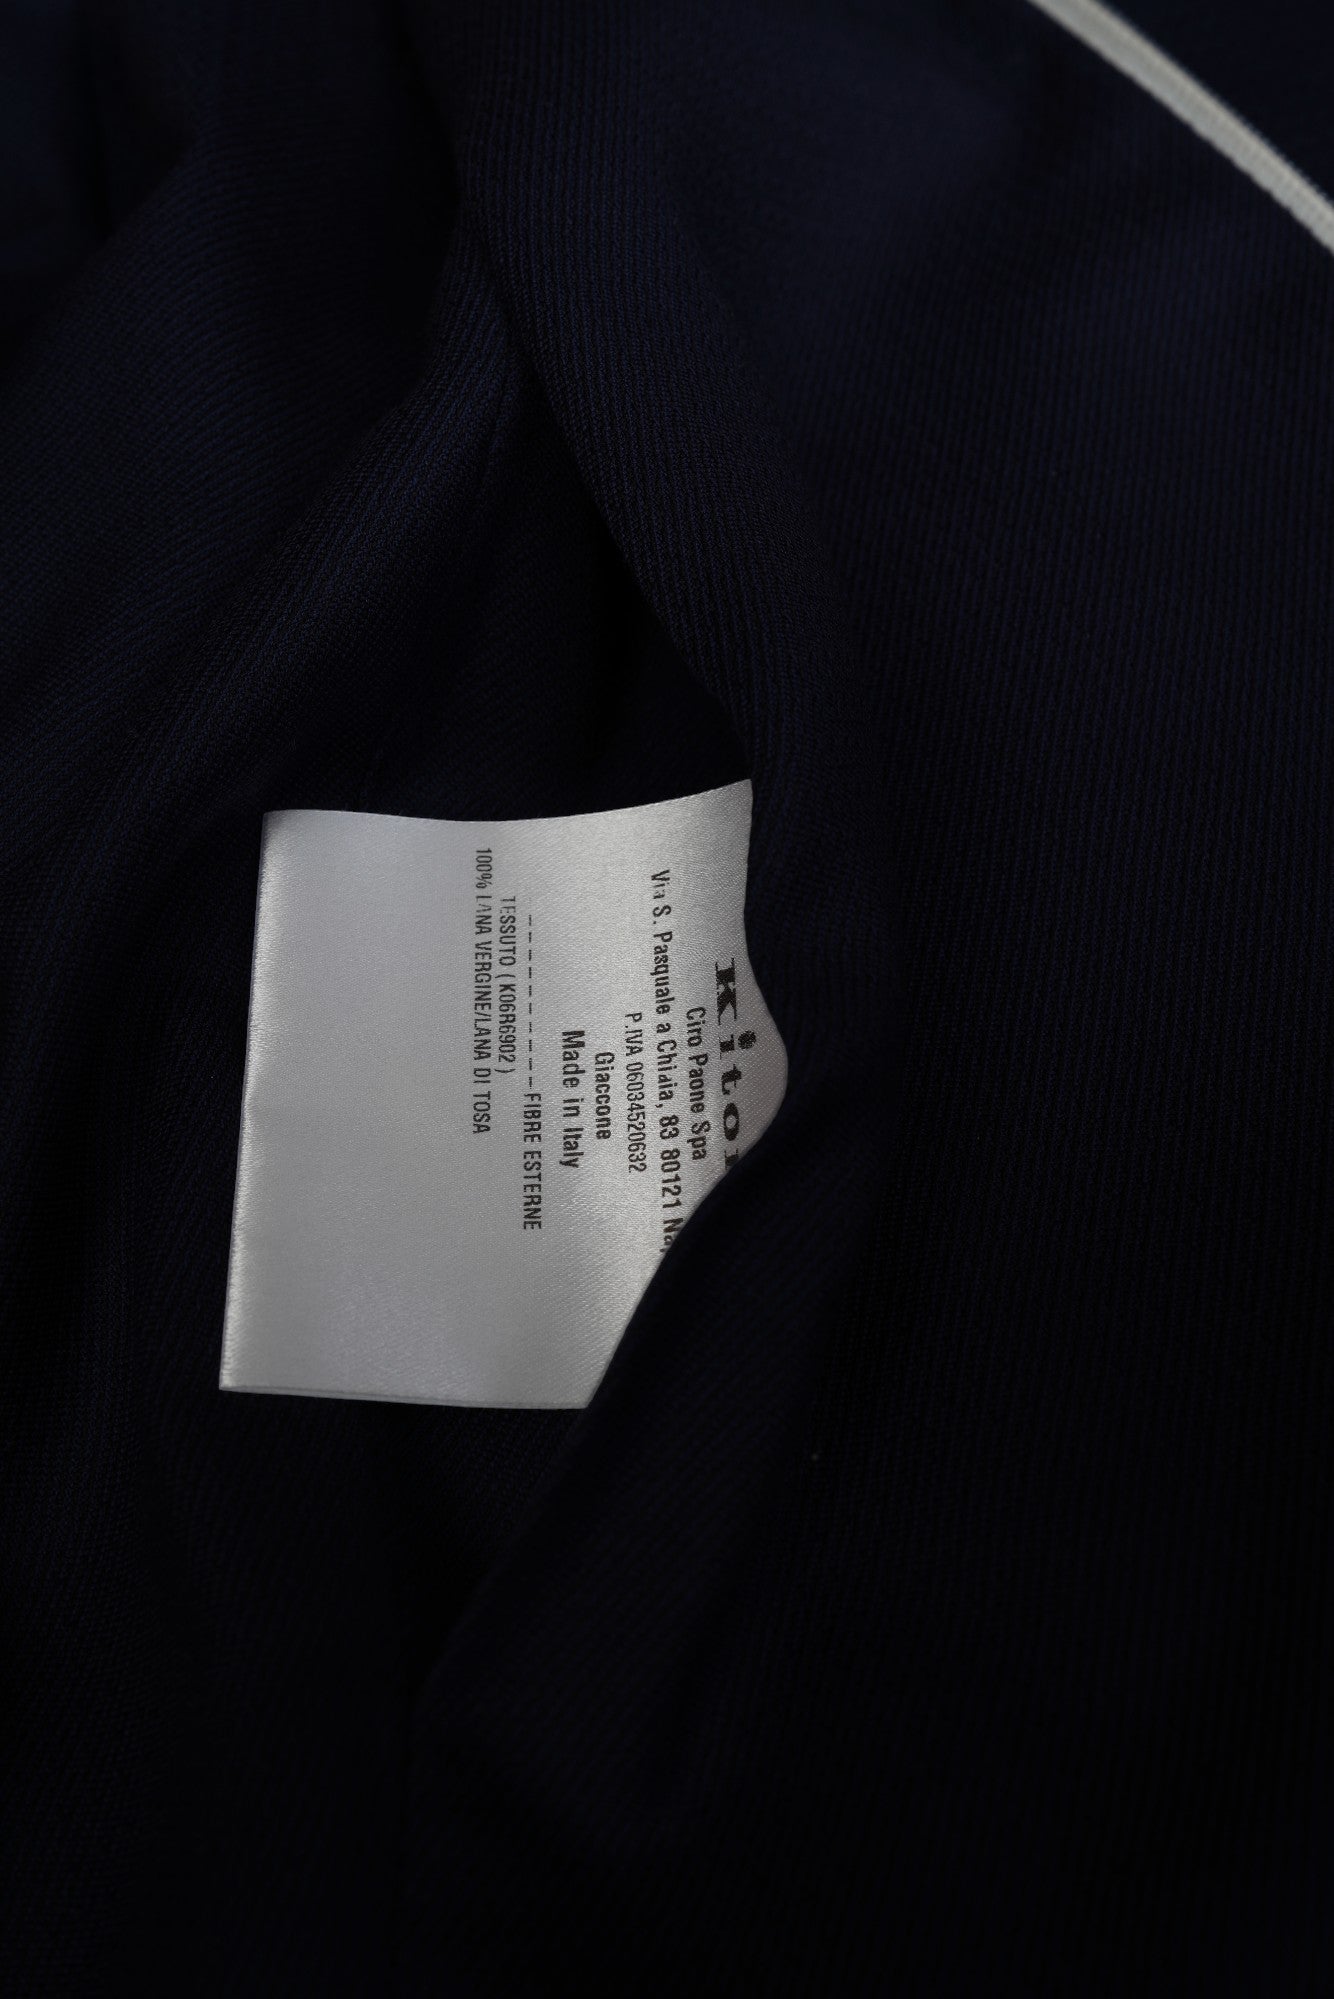 Kito
Ciro Paone Spa
Via S. Pasquale a Chiaia, 83 80121 Na
P.IVA 06034520632
Giaccone
Made in Italy
--------FIBRE ESTERNE
TESSUTO ( K06R6902 )
100% LANA VERGINE/LANA DI TOSA